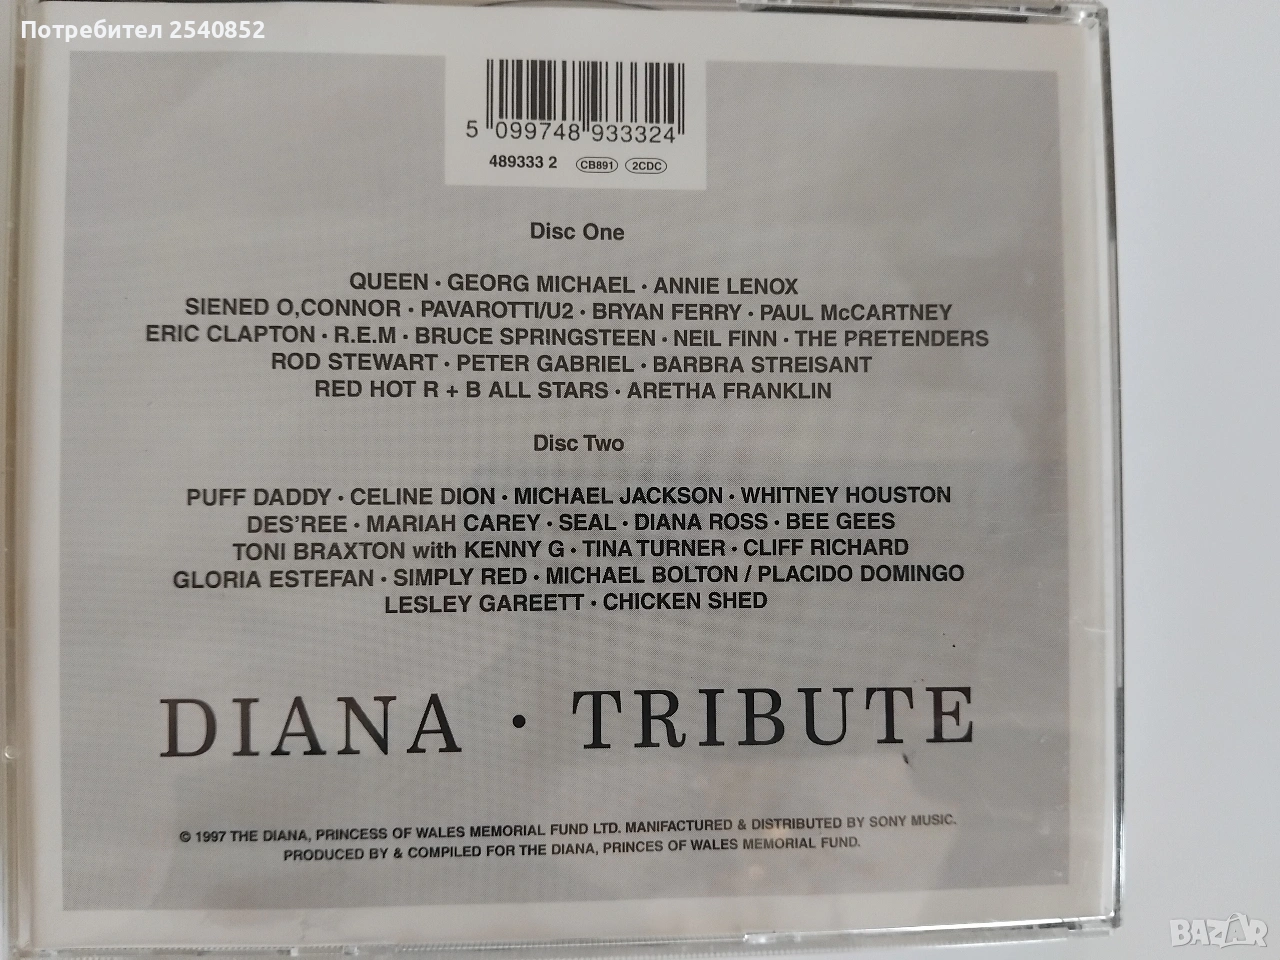 Потребител 2540852
5 099748 933324
489333 2 CB891 2CDC
Disc One
QUEEN · GEORG MICHAEL · ANNIE LENOX
SIENED O,CONNOR · PAVAROTTI/U2 · BRYAN FERRY · PAUL McCARTNEY
ERIC CLAPTON · R.E.M · BRUCE SPRINGSTEEN · NEIL FINN · THE PRETENDERS
ROD STEWART · PETER GABRIEL · BARBRA STREISANT
RED HOT R + B ALL STARS · ARETHA FRANKLIN
Disc Two
PUFF DADDY · CELINE DION · MICHAEL JACKSON · WHITNEY HOUSTON
DES'REE · MARIAH CAREY · SEAL · DIANA ROSS · BEE GEES
TONI BRAXTON with KENNY G · TINA TURNER · CLIFF RICHARD
GLORIA ESTEFAN · SIMPLY RED · MICHAEL BOLTON / PLACIDO DOMINGO
LESLEY GAREETT · CHICKEN SHED
DIANA · TRIBUTE
© 1997 THE DIANA, PRINCESS OF WALES MEMORIAL FUND LTD. MANIFACTURED & DISTRIBUTED BY SONY MUSIC.
PRODUCED BY & COMPILED FOR THE DIANA, PRINCES OF WALES MEMORIAL FUND.
BAZAR